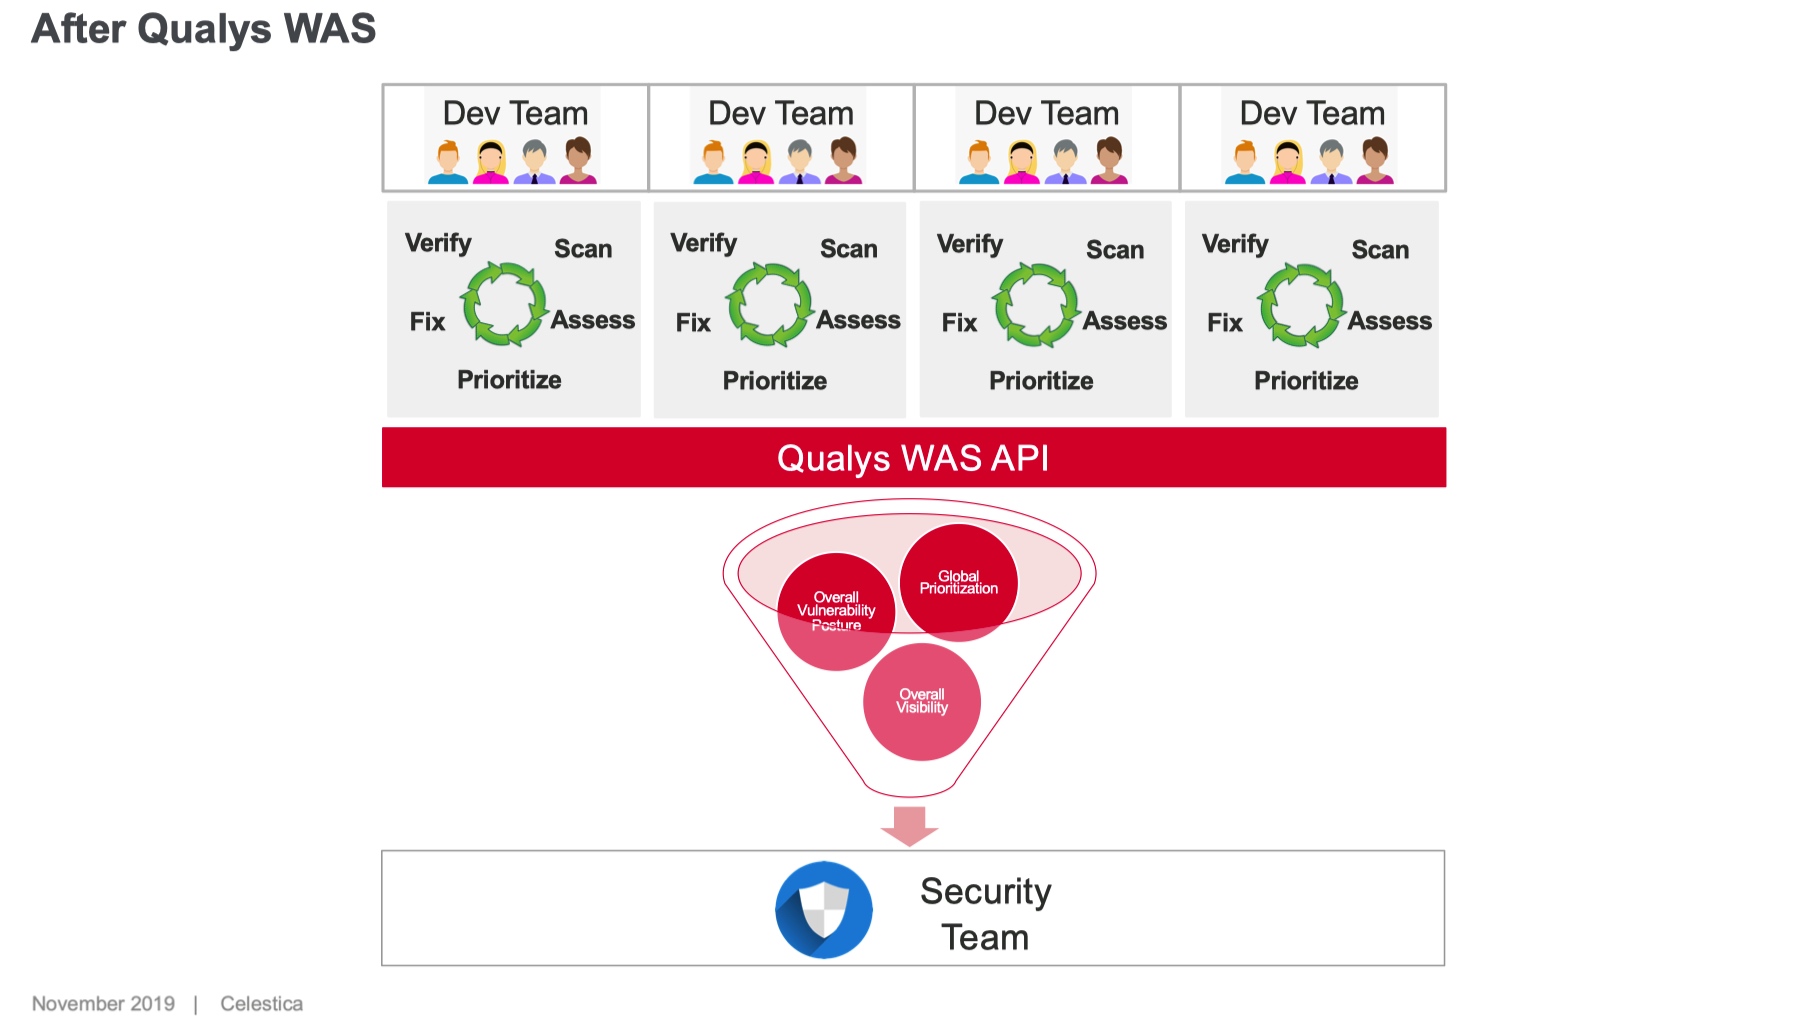 After Qualys WAS
Dev Team
Dev Team
Dev Team
Dev Team
Verify
Scan
Fix
Assess
Prioritize
Verify
Scan
Fix
Assess
Prioritize
Verify
Scan
Fix
Assess
Prioritize
Verify
Scan
Fix
Assess
Prioritize
Qualys WAS API
Global
Prioritization
Overall
Vulnerability
Posture
Overall
Visibility
Security
Team
November 2019 | Celestica